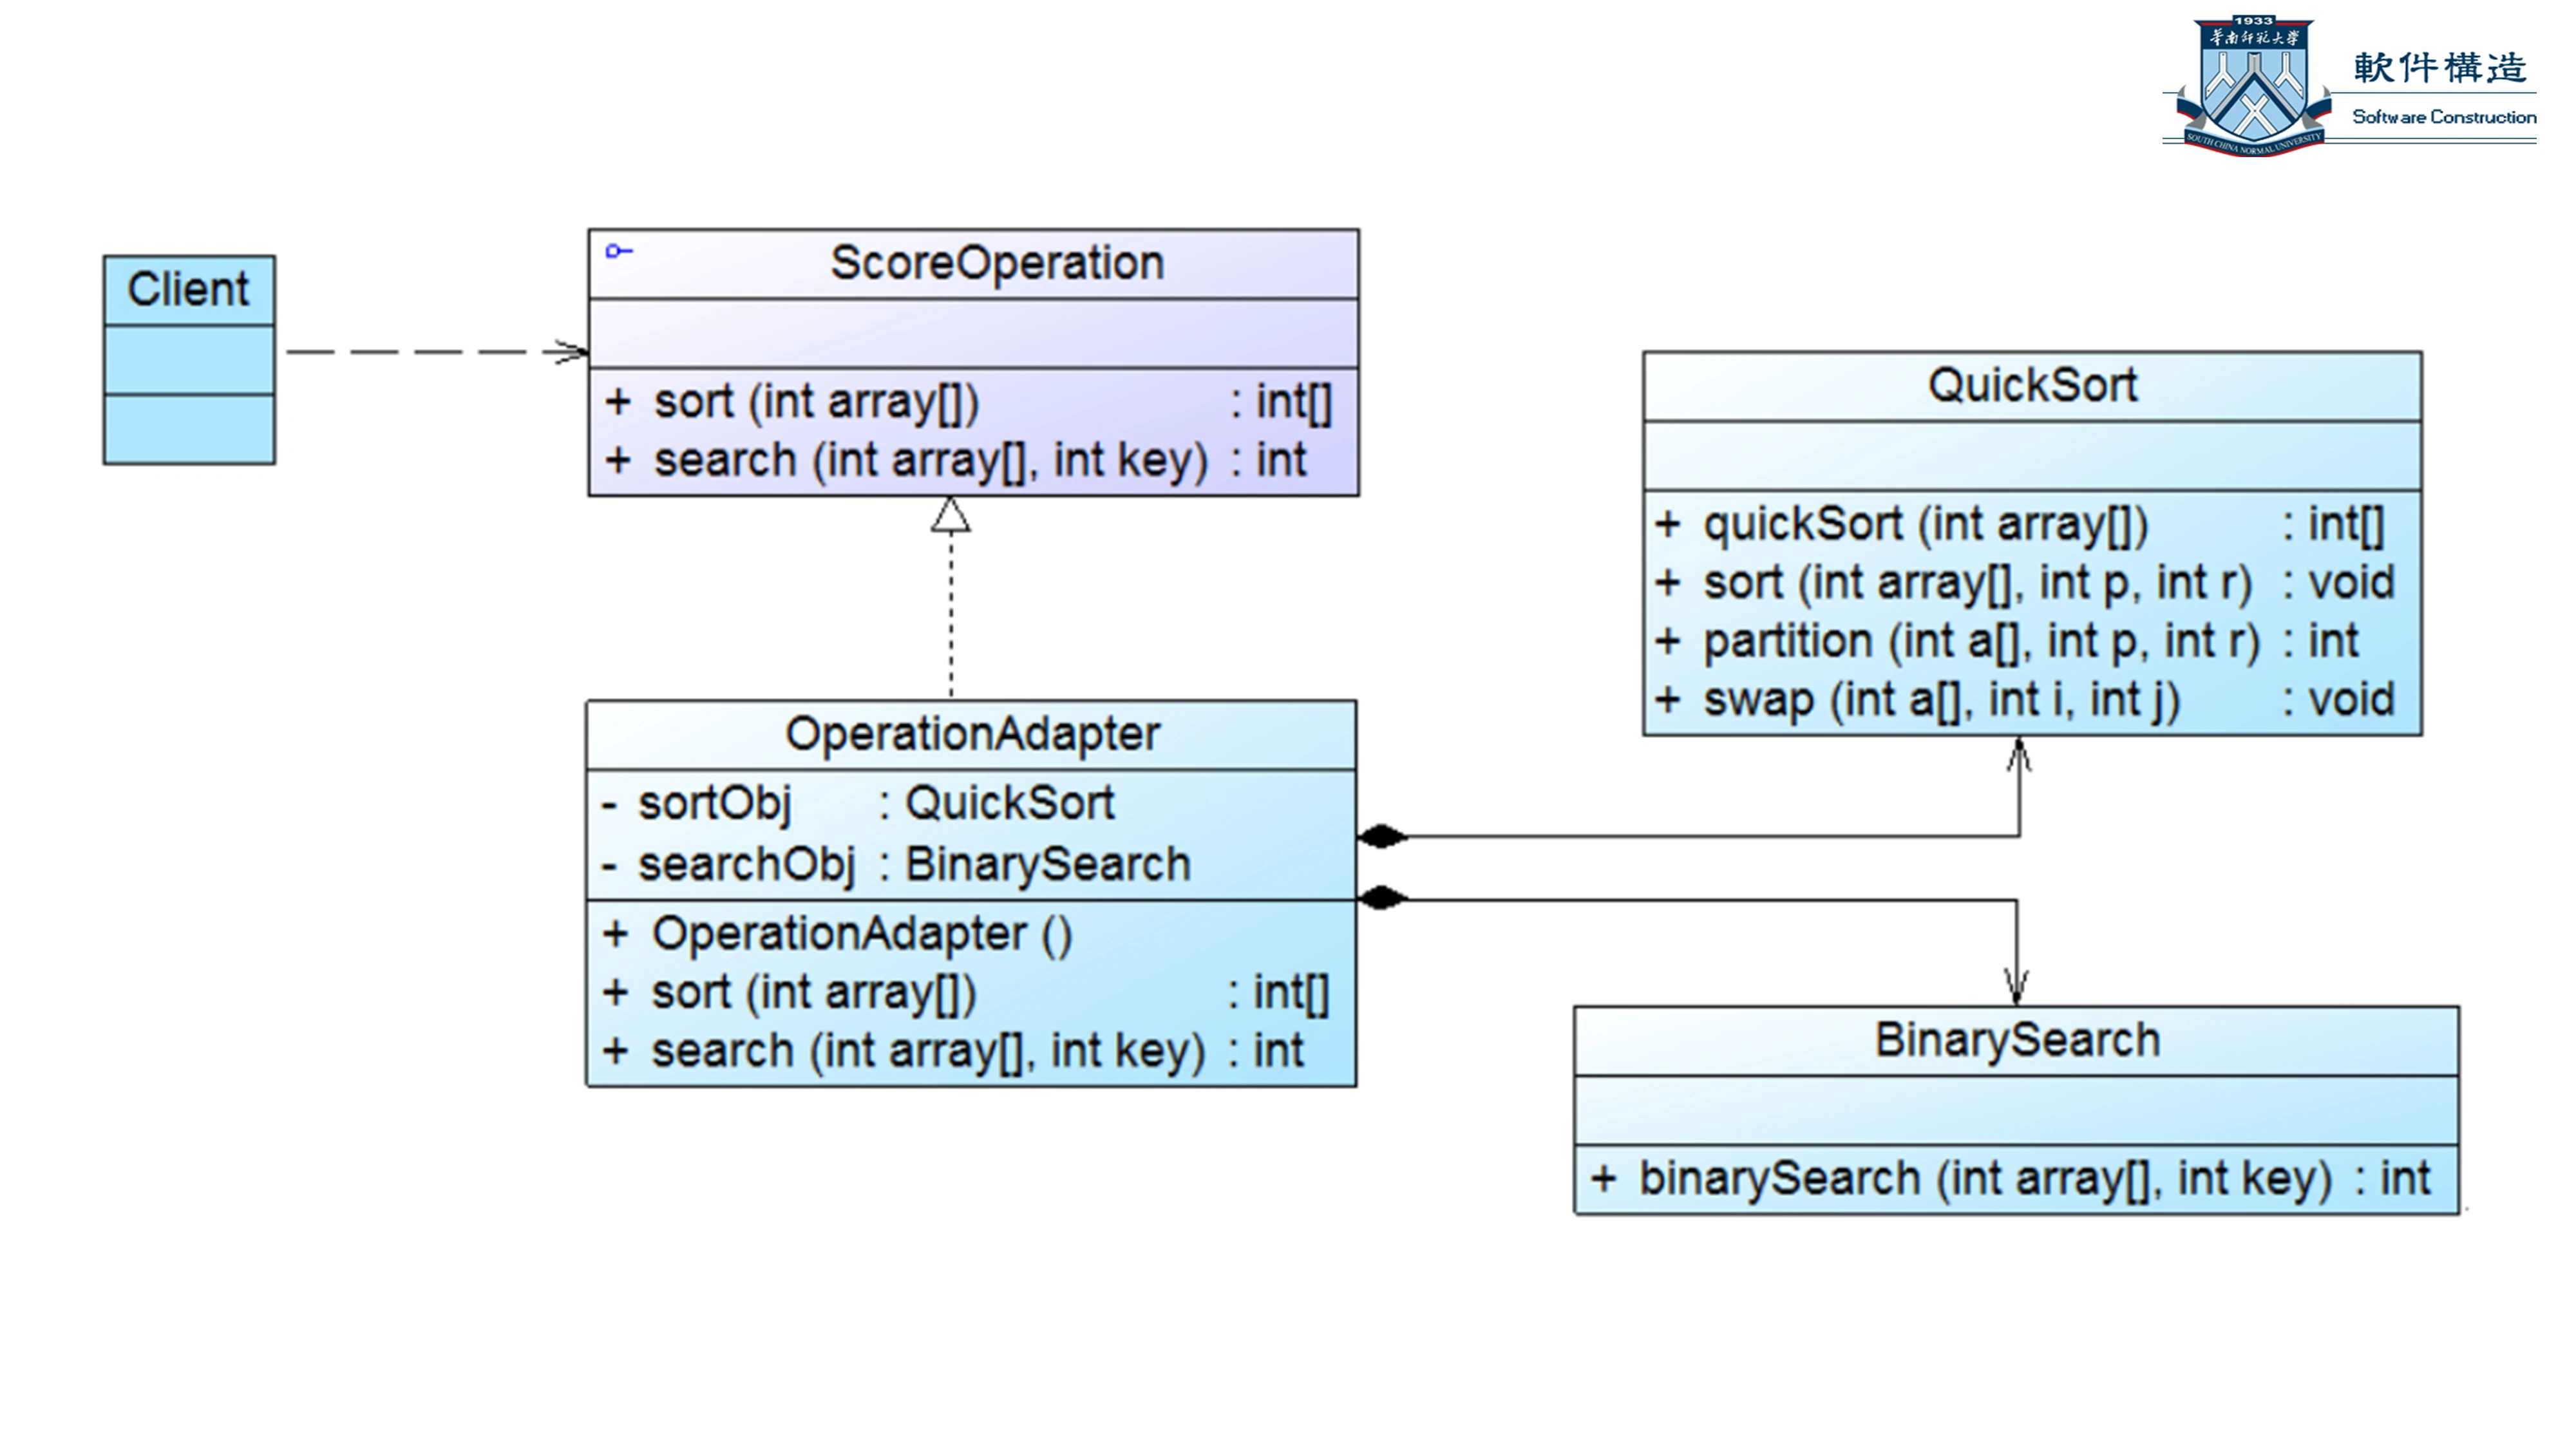 1933
華南師範大學
SOUTH CHINA NORMAL UNIVERSITY
軟件構造
Software Construction
Client
ScoreOperation
+ sort (int array[]) : int[]
+ search (int array[], int key) : int
QuickSort
+ quickSort (int array[]) : int[]
+ sort (int array[], int p, int r) : void
+ partition (int a[], int p, int r) : int
+ swap (int a[], int i, int j) : void
OperationAdapter
- sortObj : QuickSort
- searchObj : BinarySearch
+ OperationAdapter ()
+ sort (int array[]) : int[]
+ search (int array[], int key) : int
BinarySearch
+ binarySearch (int array[], int key) : int